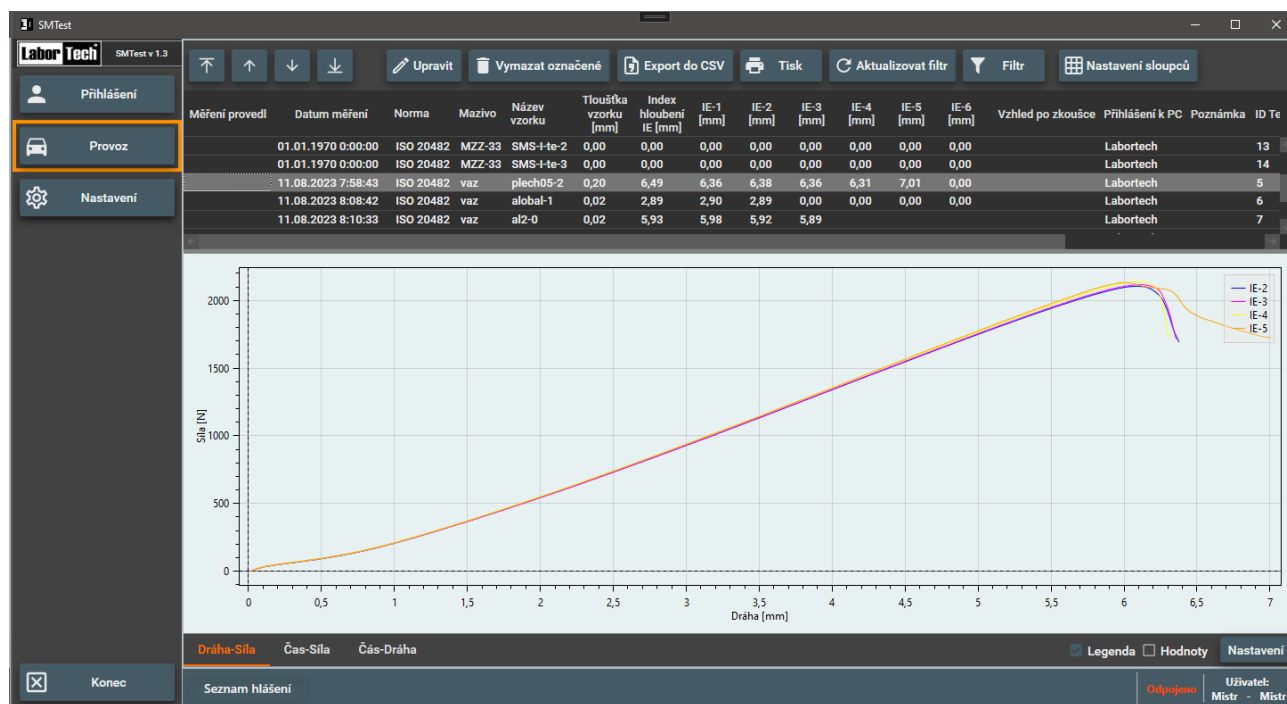 SMTest
Labor Tech SMTest v 1.3
Přihlášení
Provoz
Nastavení
Konec
Upravit Vymazat označené Export do CSV Tisk Aktualizovat filtr Filtr Nastavení sloupců
Měření provedl Datum měření Norma Mazivo Název vzorku Tloušťka vzorku [mm] Index hloubení IE [mm] IE-1 [mm] IE-2 [mm] IE-3 [mm] IE-4 [mm] IE-5 [mm] IE-6 [mm] Vzhled po zkoušce Přihlášení k PC Poznámka ID Te
01.01.1970 0:00:00 ISO 20482 MZZ-33 SMS-I-te-2 0,00 0,00 0,00 0,00 0,00 0,00 0,00 0,00 Labortech 13
01.01.1970 0:00:00 ISO 20482 MZZ-33 SMS-I-te-3 0,00 0,00 0,00 0,00 0,00 0,00 0,00 0,00 Labortech 14
11.08.2023 7:58:43 ISO 20482 vaz plech05-2 0,20 6,49 6,36 6,38 6,36 6,31 7,01 0,00 Labortech 5
11.08.2023 8:08:42 ISO 20482 vaz alobal-1 0,02 2,89 2,90 2,89 0,00 0,00 0,00 0,00 Labortech 6
11.08.2023 8:10:33 ISO 20482 vaz al2-0 0,02 5,93 5,98 5,92 5,89 Labortech 7
2000
1500
1000
500
0
Síla [N]
IE-2
IE-3
IE-4
IE-5
0 0,5 1 1,5 2 2,5 3 3,5 4 4,5 5 5,5 6 6,5 7
Dráha [mm]
Dráha-Síla Čas-Síla Čás-Dráha Legenda Hodnoty Nastavení
Seznam hlášení Odpojeno Uživatel:
Mistr - Mistr